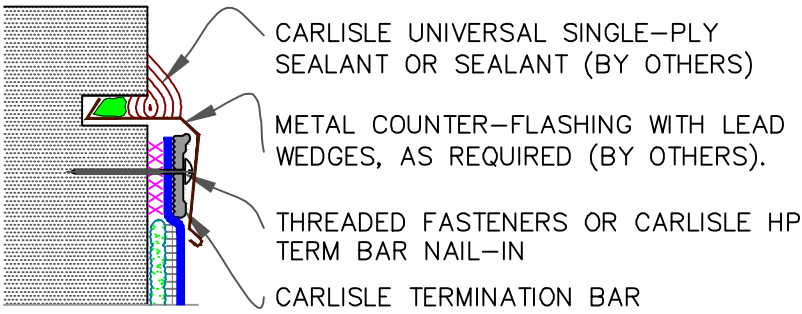 CARLISLE UNIVERSAL SINGLE-PLY
SEALANT OR SEALANT (BY OTHERS)
METAL COUNTER-FLASHING WITH LEAD
WEDGES, AS REQUIRED (BY OTHERS).
THREADED FASTENERS OR CARLISLE HP
TERM BAR NAIL-IN
CARLISLE TERMINATION BAR